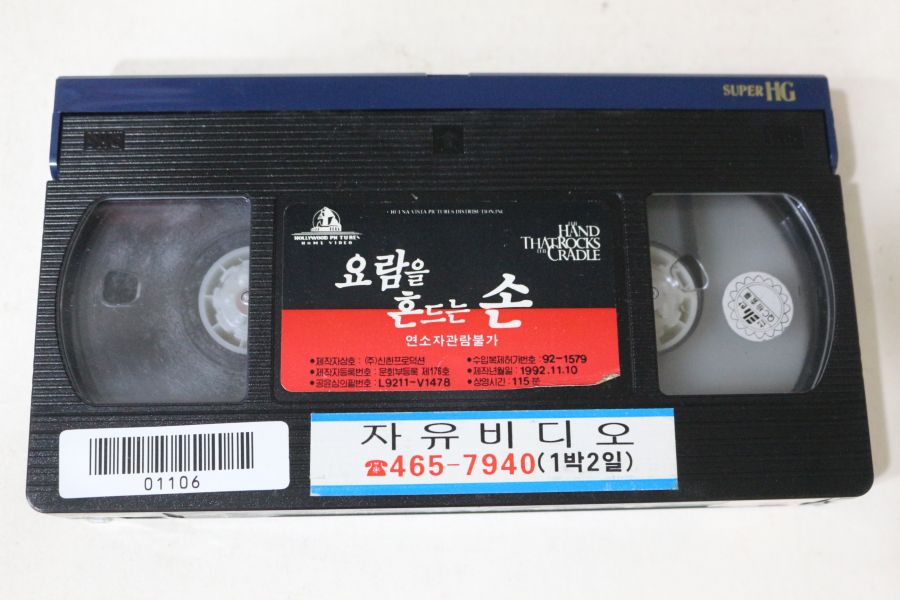 SUPER HG
VHS
HOLLYWOOD PICTURES
HOME VIDEO
· BUENA VISTA PICTURES DISTRIBUTION, INC
THE
HAND
THAT ROCKS
THE CRADLE
요람을
흔드는 손
연소자관람불가
● 제작자상호 : (주)신한프로덕션
● 제작자등록번호 : 문화부등록 제176호
● 공윤심의필번호 : L9211-V1478
● 수입복제허가번호 : 92-1579
● 제작년월일 : 1992.11.10
● 상영시간 : 115분
01106
자유비디오
☎465-7940(1박2일)